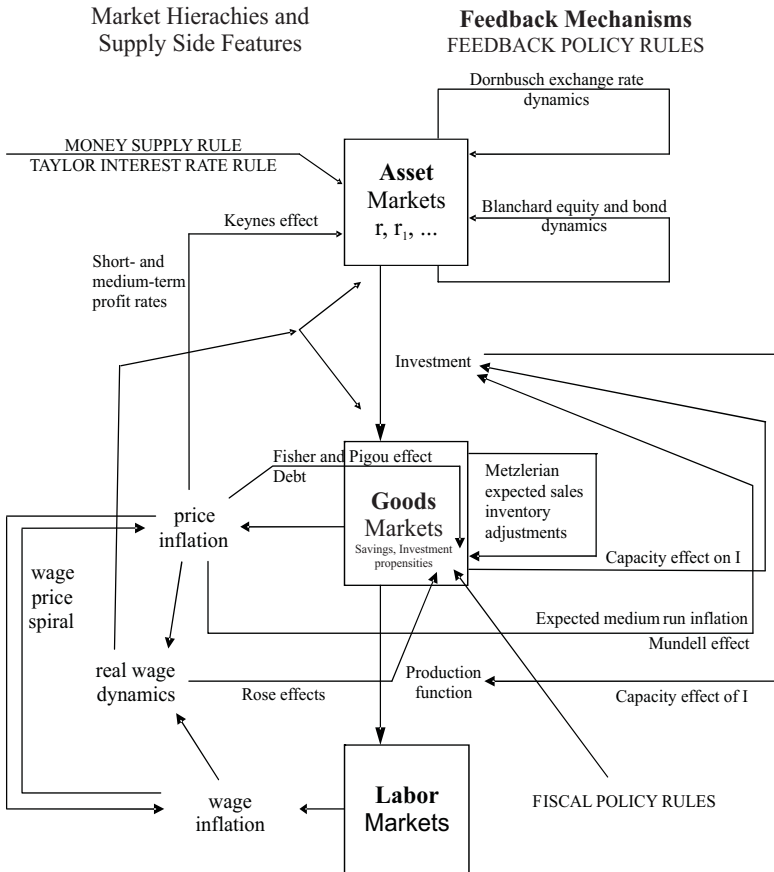 Market Hierachies and
Supply Side Features
Feedback Mechanisms
FEEDBACK POLICY RULES
Dornbusch exchange rate
dynamics
MONEY SUPPLY RULE
TAYLOR INTEREST RATE RULE
Asset
Markets
r, r₁, ...
Blanchard equity and bond
dynamics
Keynes effect
Short- and
medium-term
profit rates
Investment
Fisher and Pigou effect
Debt
Metzlerian
expected sales
inventory
adjustments
Goods
Markets
Savings, Investment
propensities
price
inflation
Capacity effect on I
wage
price
spiral
Expected medium run inflation
Mundell effect
real wage
dynamics
Rose effects
Production
function
Capacity effect of I
wage
inflation
Labor
Markets
FISCAL POLICY RULES